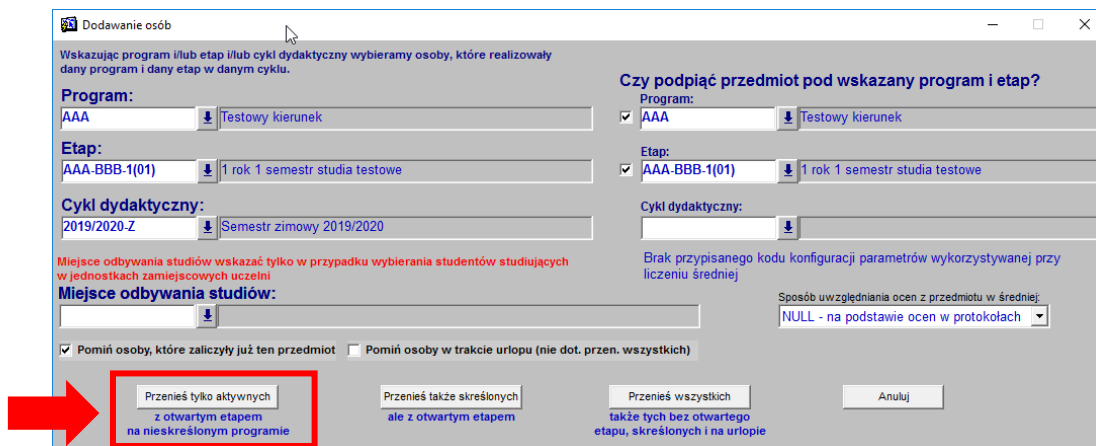 Dodawanie osób
Wskazując program i/lub etap i/lub cykl dydaktyczny wybieramy osoby, które realizowały
dany program i dany etap w danym cyklu.
Program:
AAA Testowy kierunek
Etap:
AAA-BBB-1(01) 1 rok 1 semestr studia testowe
Cykl dydaktyczny:
2019/2020-Z Semestr zimowy 2019/2020
Miejsce odbywania studiów wskazać tylko w przypadku wybierania studentów studiujących
w jednostkach zamiejscowych uczelni
Miejsce odbywania studiów:
Pomiń osoby, które zaliczyły już ten przedmiot Pomiń osoby w trakcie urlopu (nie dot. przen. wszystkich)
Czy podpiąć przedmiot pod wskazany program i etap?
Program:
AAA Testowy kierunek
Etap:
AAA-BBB-1(01) 1 rok 1 semestr studia testowe
Cykl dydaktyczny:
Brak przypisanego kodu konfiguracji parametrów wykorzystywanej przy
liczeniu średniej
Sposób uwzględniania ocen z przedmiotu w średniej:
NULL - na podstawie ocen w protokołach
Przenieś tylko aktywnych
z otwartym etapem
na nieskreślonym programie
Przenieś także skreślonych
ale z otwartym etapem
Przenieś wszystkich
także tych bez otwartego
etapu, skreślonych i na urlopie
Anuluj